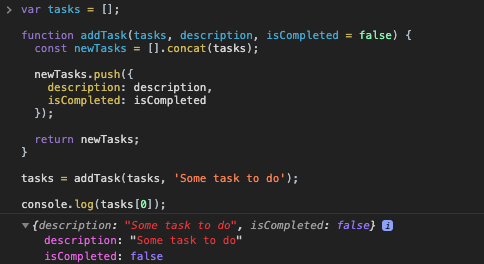 > var tasks = [];
function addTask(tasks, description, isCompleted = false) {
const newTasks = [].concat(tasks);
newTasks.push({
description: description,
isCompleted: isCompleted
});
return newTasks;
}
tasks = addTask(tasks, 'Some task to do');
console.log(tasks[0]);
▼{description: "Some task to do", isCompleted: false} i
description: "Some task to do"
isCompleted: false